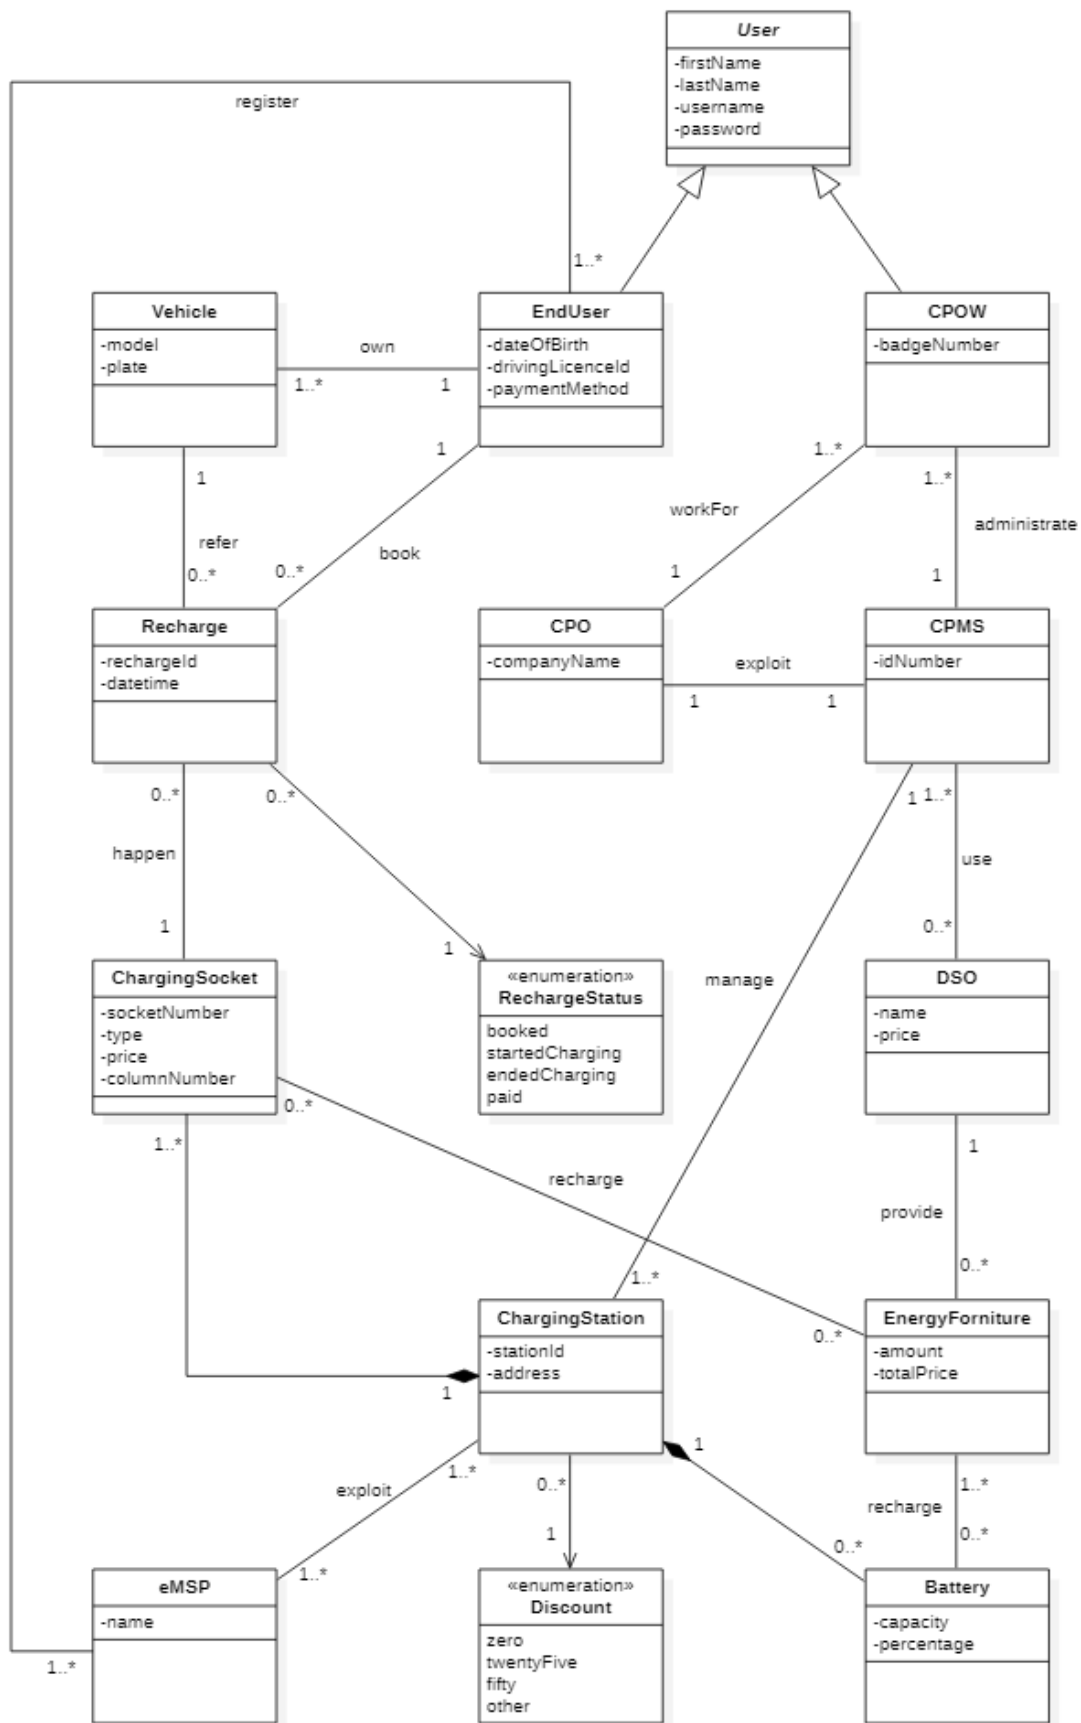 User
-firstName
-lastName
-username
-password
register
1..*
Vehicle
-model
-plate
own
1..*
1
EndUser
-dateOfBirth
-drivingLicenceId
-paymentMethod
CPOW
-badgeNumber
1
refer
0..*
1
book
0..*
1..*
workFor
1
1..*
administrate
1
Recharge
-rechargeId
-datetime
CPO
-companyName
exploit
1
1
CPMS
-idNumber
0..*
happen
1
0..*
1
1
manage
1..*
1..*
use
0..*
ChargingSocket
-socketNumber
-type
-price
-columnNumber
«enumeration»
RechargeStatus
booked
startedCharging
endedCharging
paid
DSO
-name
-price
0..*
recharge
0..*
1..*
1
1
provide
0..*
ChargingStation
-stationId
-address
EnergyForniture
-amount
-totalPrice
1..*
exploit
1..*
0..*
1
1
0..*
1..*
recharge
0..*
eMSP
-name
1..*
«enumeration»
Discount
zero
twentyFive
fifty
other
Battery
-capacity
-percentage